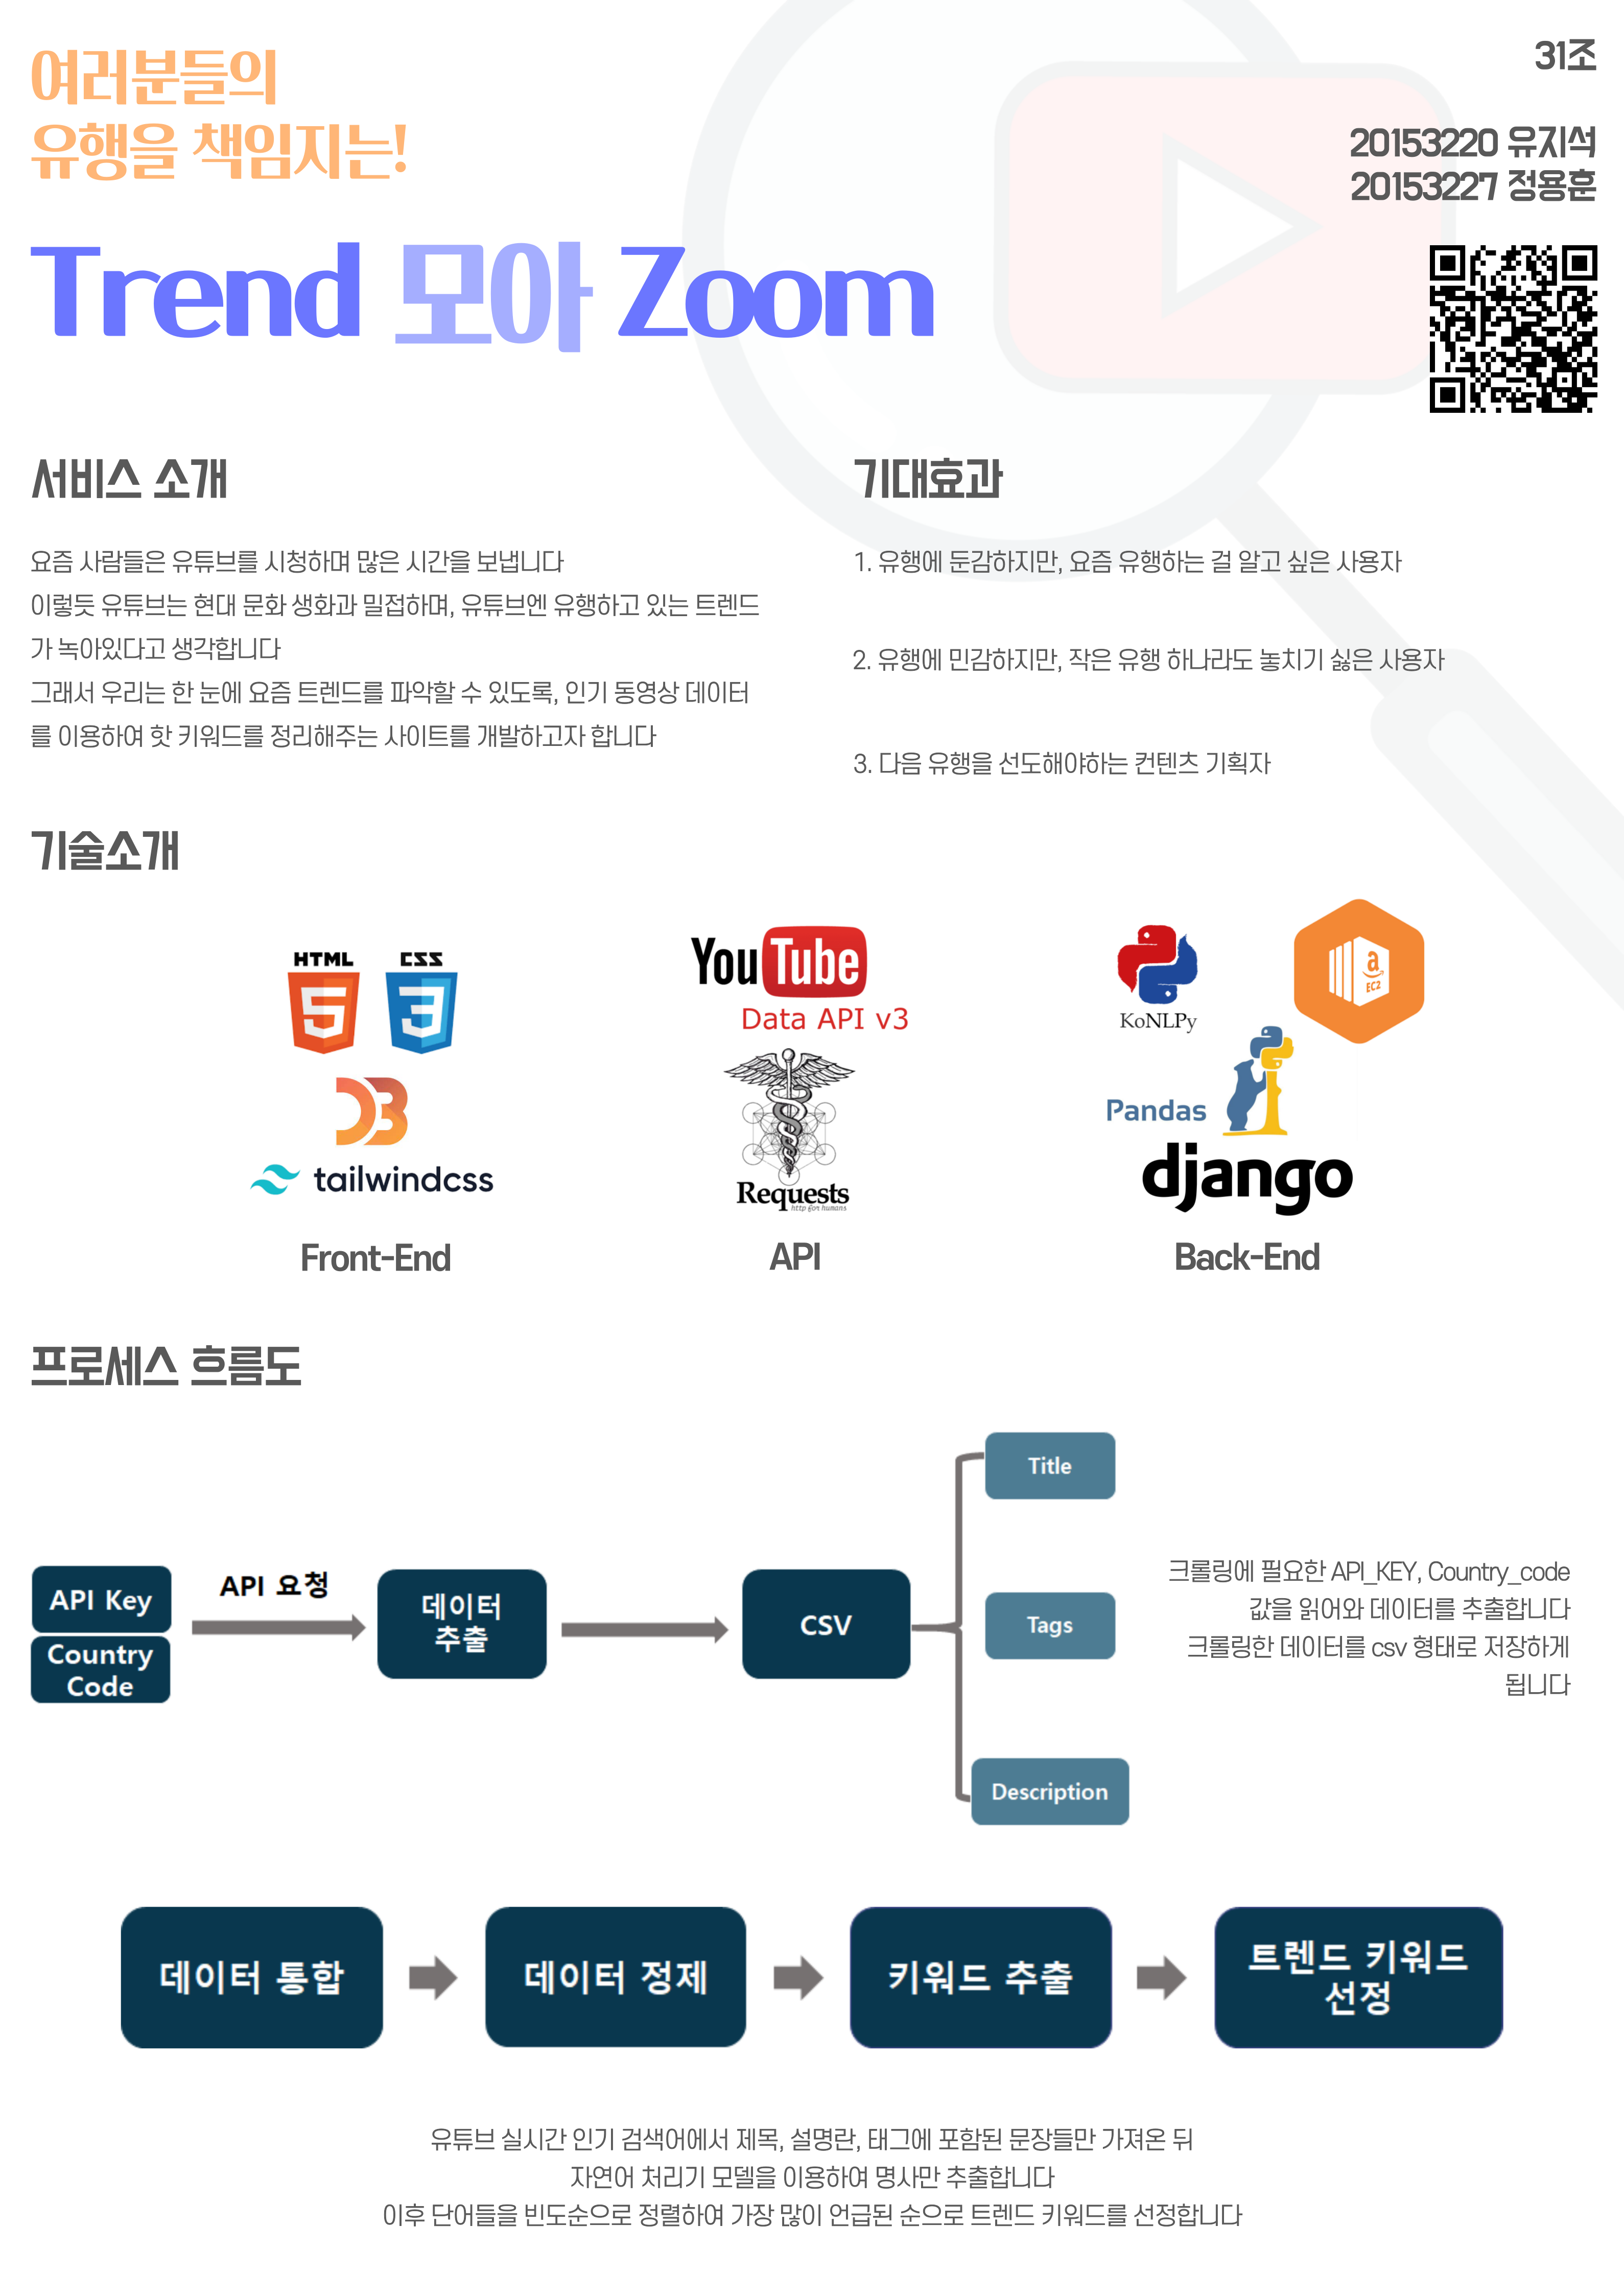 여러분들의
유행을 책임지는!
Trend 모아 Zoom
31조
20153220 유지석
20153227 정용훈
서비스 소개
요즘 사람들은 유튜브를 시청하며 많은 시간을 보냅니다
이렇듯 유튜브는 현대 문화 생화과 밀접하며, 유튜브엔 유행하고 있는 트렌드
가 녹아있다고 생각합니다
그래서 우리는 한 눈에 요즘 트렌드를 파악할 수 있도록, 인기 동영상 데이터
를 이용하여 핫 키워드를 정리해주는 사이트를 개발하고자 합니다
기대효과
1. 유행에 둔감하지만, 요즘 유행하는 걸 알고 싶은 사용자
2. 유행에 민감하지만, 작은 유행 하나라도 놓치기 싫은 사용자
3. 다음 유행을 선도해야하는 컨텐츠 기획자
기술소개
HTML
5
CSS
3
D3
tailwindcss
Front-End
YouTube
Data API v3
Requests
http for humans
API
KoNLPy
a
EC2
Pandas
django
Back-End
프로세스 흐름도
API Key
Country
Code
API 요청
데이터
추출
CSV
Title
Tags
Description
크롤링에 필요한 API_KEY, Country_code
값을 읽어와 데이터를 추출합니다
크롤링한 데이터를 csv 형태로 저장하게
됩니다
데이터 통합
데이터 정제
키워드 추출
트렌드 키워드
선정
유튜브 실시간 인기 검색어에서 제목, 설명란, 태그에 포함된 문장들만 가져온 뒤
자연어 처리기 모델을 이용하여 명사만 추출합니다
이후 단어들을 빈도순으로 정렬하여 가장 많이 언급된 순으로 트렌드 키워드를 선정합니다